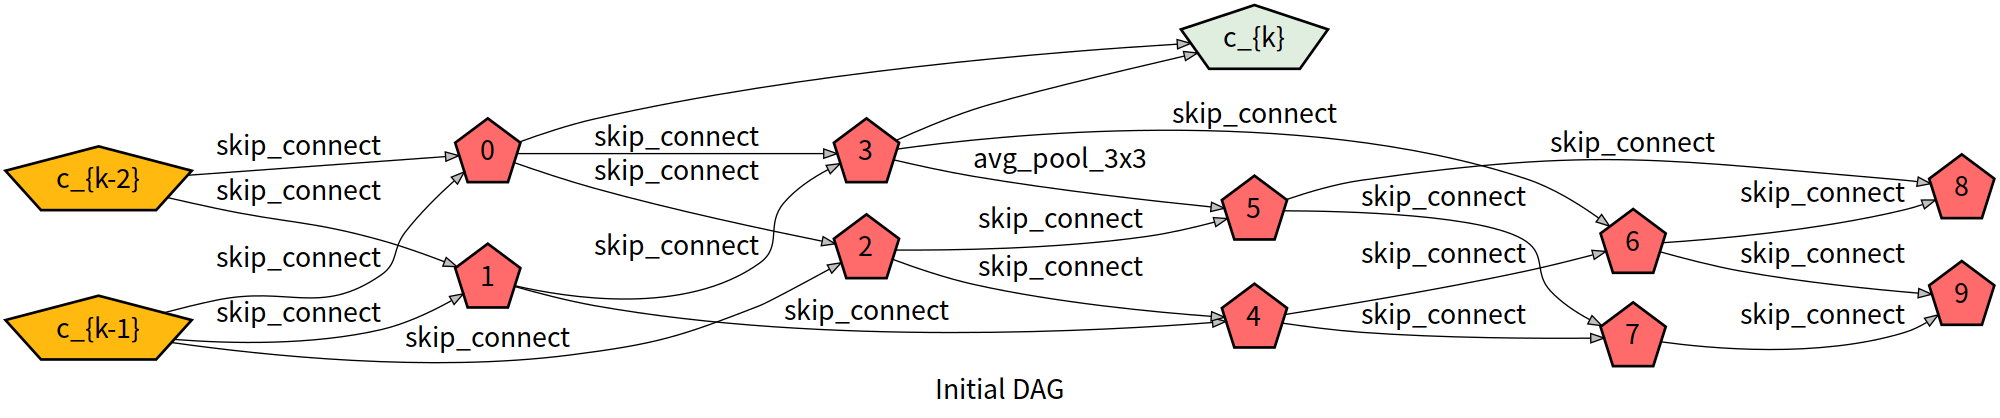 c_{k}
skip_connect
skip_connect
skip_connect
skip_connect
0
3
avg_pool_3x3
skip_connect
c_{k-2}
skip_connect
8
skip_connect
skip_connect
5
skip_connect
skip_connect
2
6
skip_connect
skip_connect
skip_connect
skip_connect
skip_connect
1
9
skip_connect
skip_connect
4
skip_connect
skip_connect
c_{k-1}
skip_connect
7
Initial DAG